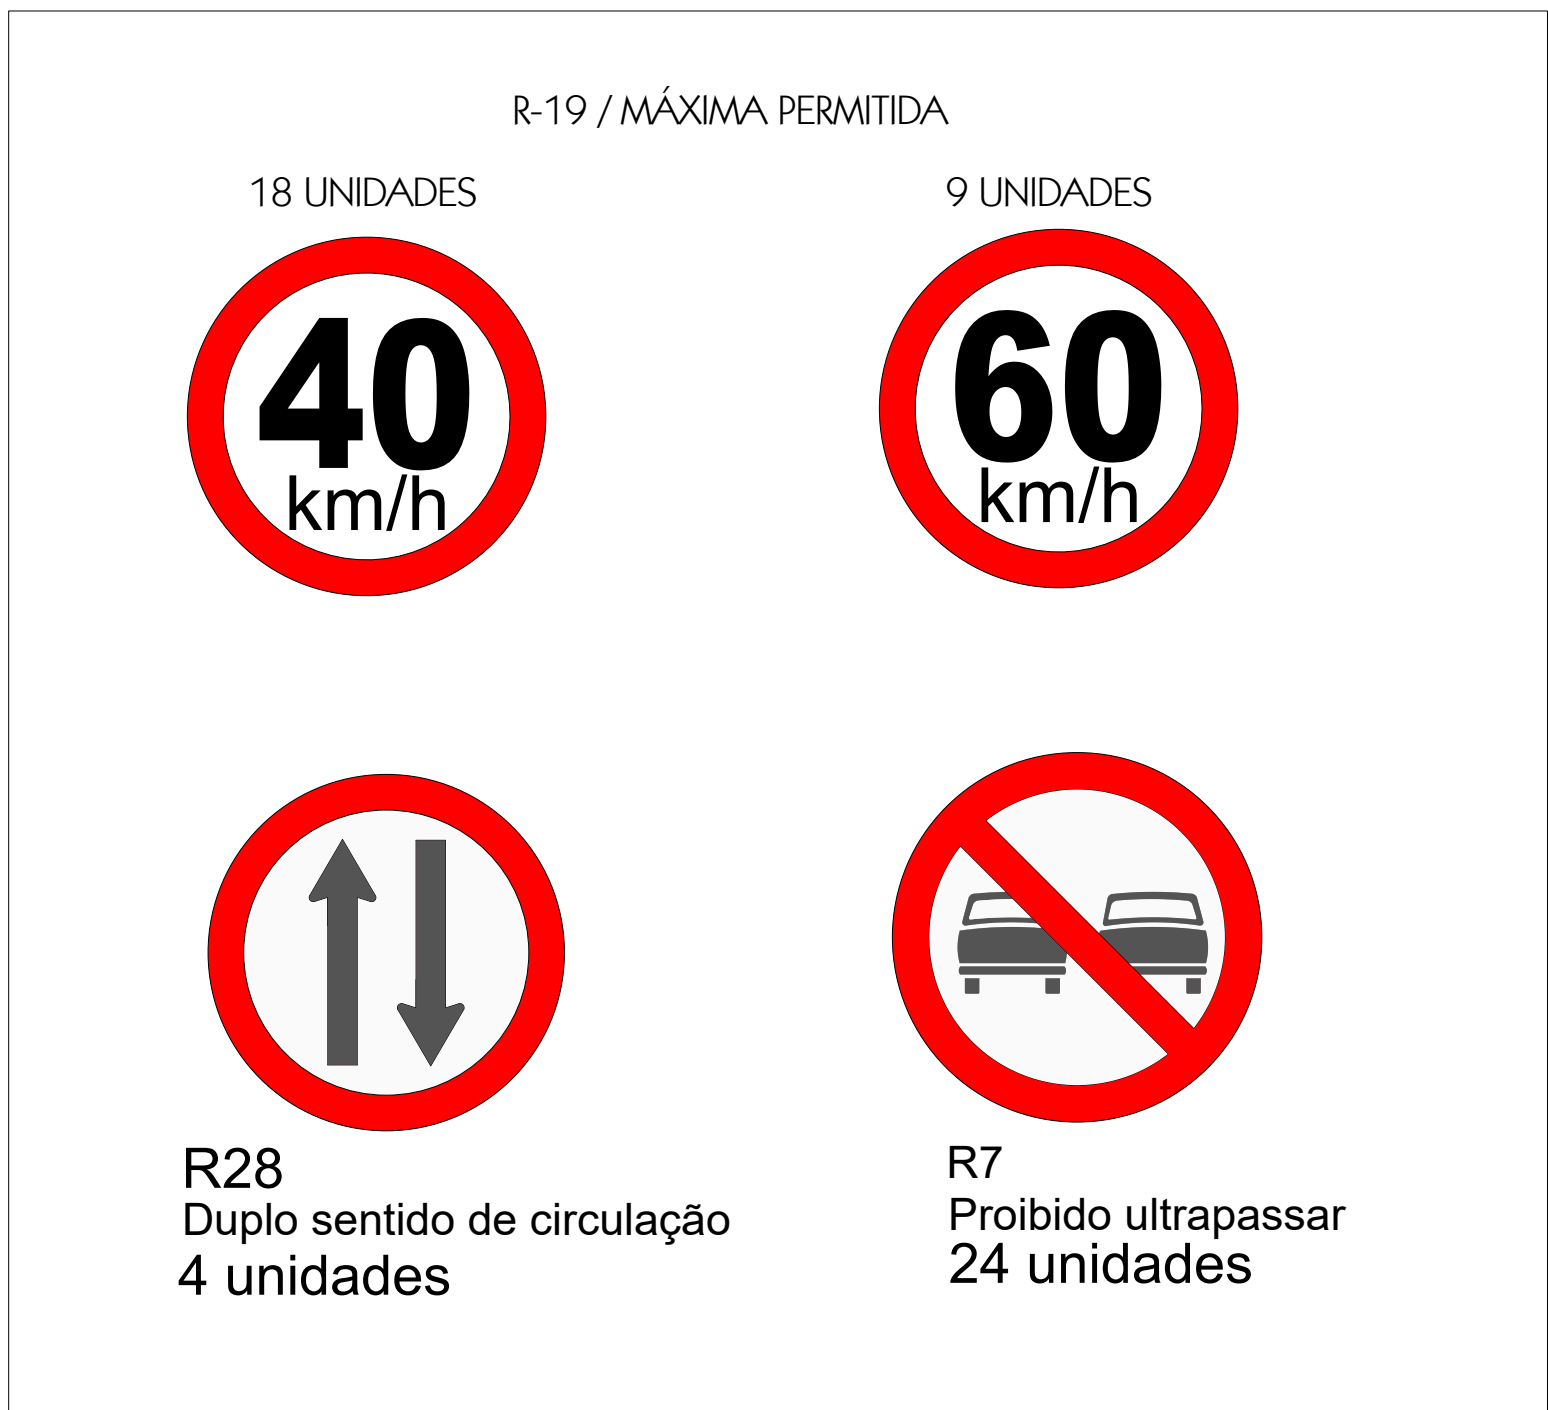 R-19 / MÁXIMA PERMITIDA
18 UNIDADES
9 UNIDADES
40
km/h
60
km/h
R28
Duplo sentido de circulação
4 unidades
R7
Proibido ultrapassar
24 unidades